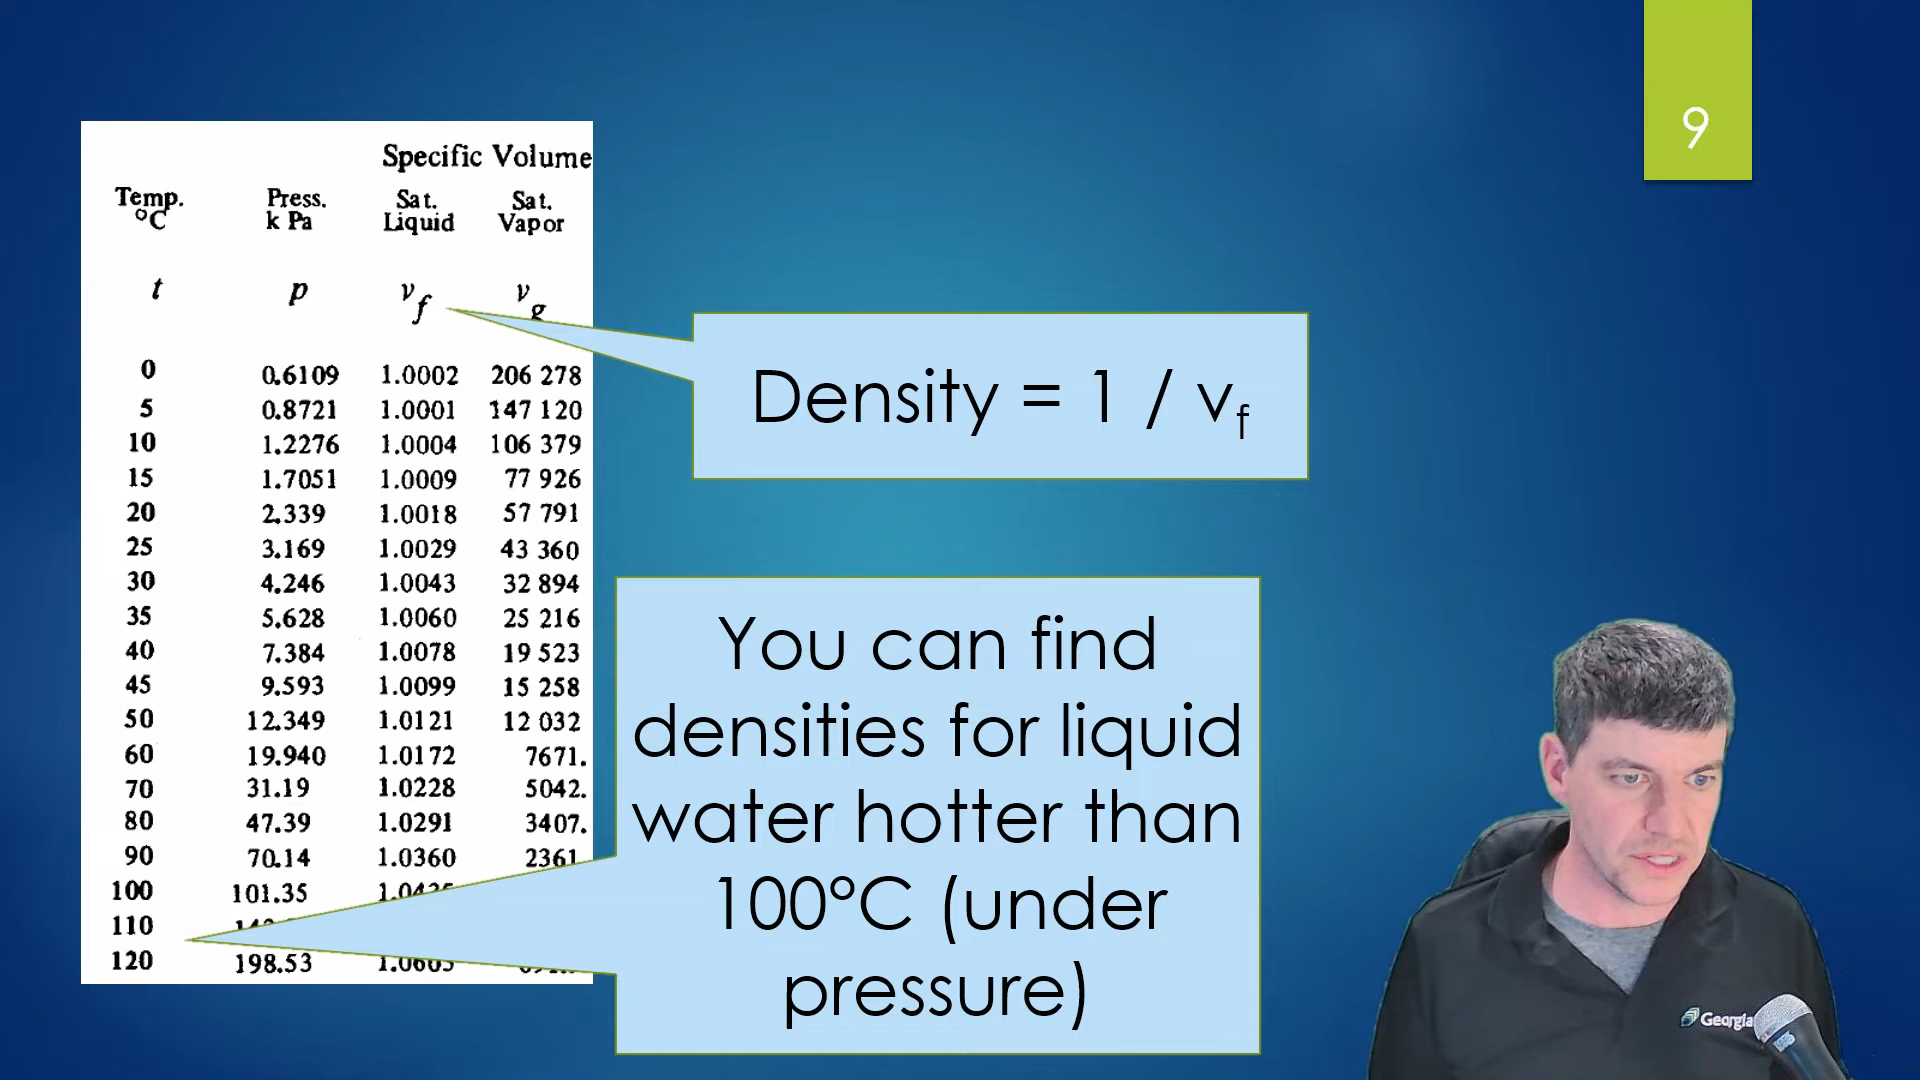 9
Specific Volume
Temp. Press. Sat. Sat.
°C k Pa Liquid Vapor
t p vf vg
0 0.6109 1.0002 206 278
5 0.8721 1.0001 147 120
10 1.2276 1.0004 106 379
15 1.7051 1.0009 77 926
20 2.339 1.0018 57 791
25 3.169 1.0029 43 360
30 4.246 1.0043 32 894
35 5.628 1.0060 25 216
40 7.384 1.0078 19 523
45 9.593 1.0099 15 258
50 12.349 1.0121 12 032
60 19.940 1.0172 7671.
70 31.19 1.0228 5042.
80 47.39 1.0291 3407.
90 70.14 1.0360 2361
100 101.35
110
120 198.53 1.0603
Density = 1 / vf
You can find
densities for liquid
water hotter than
100°C (under
pressure)
Georgia